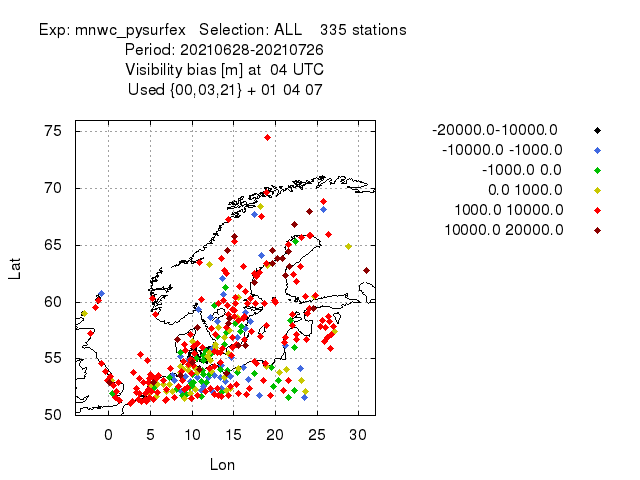 Exp: mnwc_pysurfex   Selection: ALL    335 stations
Period: 20210628-20210726
Visibility bias [m] at  04 UTC
Used {00,03,21} + 01 04 07
-20000.0-10000.0
-10000.0 -1000.0
-1000.0 0.0
0.0 1000.0
1000.0 10000.0
10000.0 20000.0
75
70
65
60
55
50
Lat
0 5 10 15 20 25 30
Lon